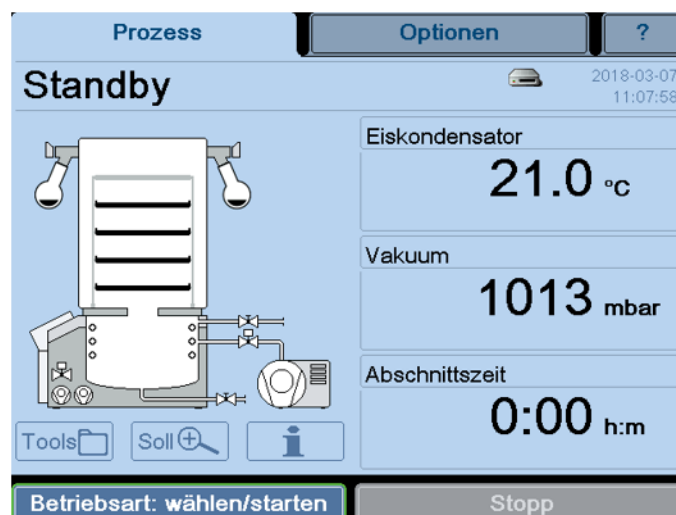 Prozess
Optionen
?
Standby
2018-03-07
11:07:58
Eiskondensator
21.0 °C
Vakuum
1013 mbar
Abschnittszeit
0:00 h:m
Tools
Soll
i
Betriebsart: wählen/starten
Stopp